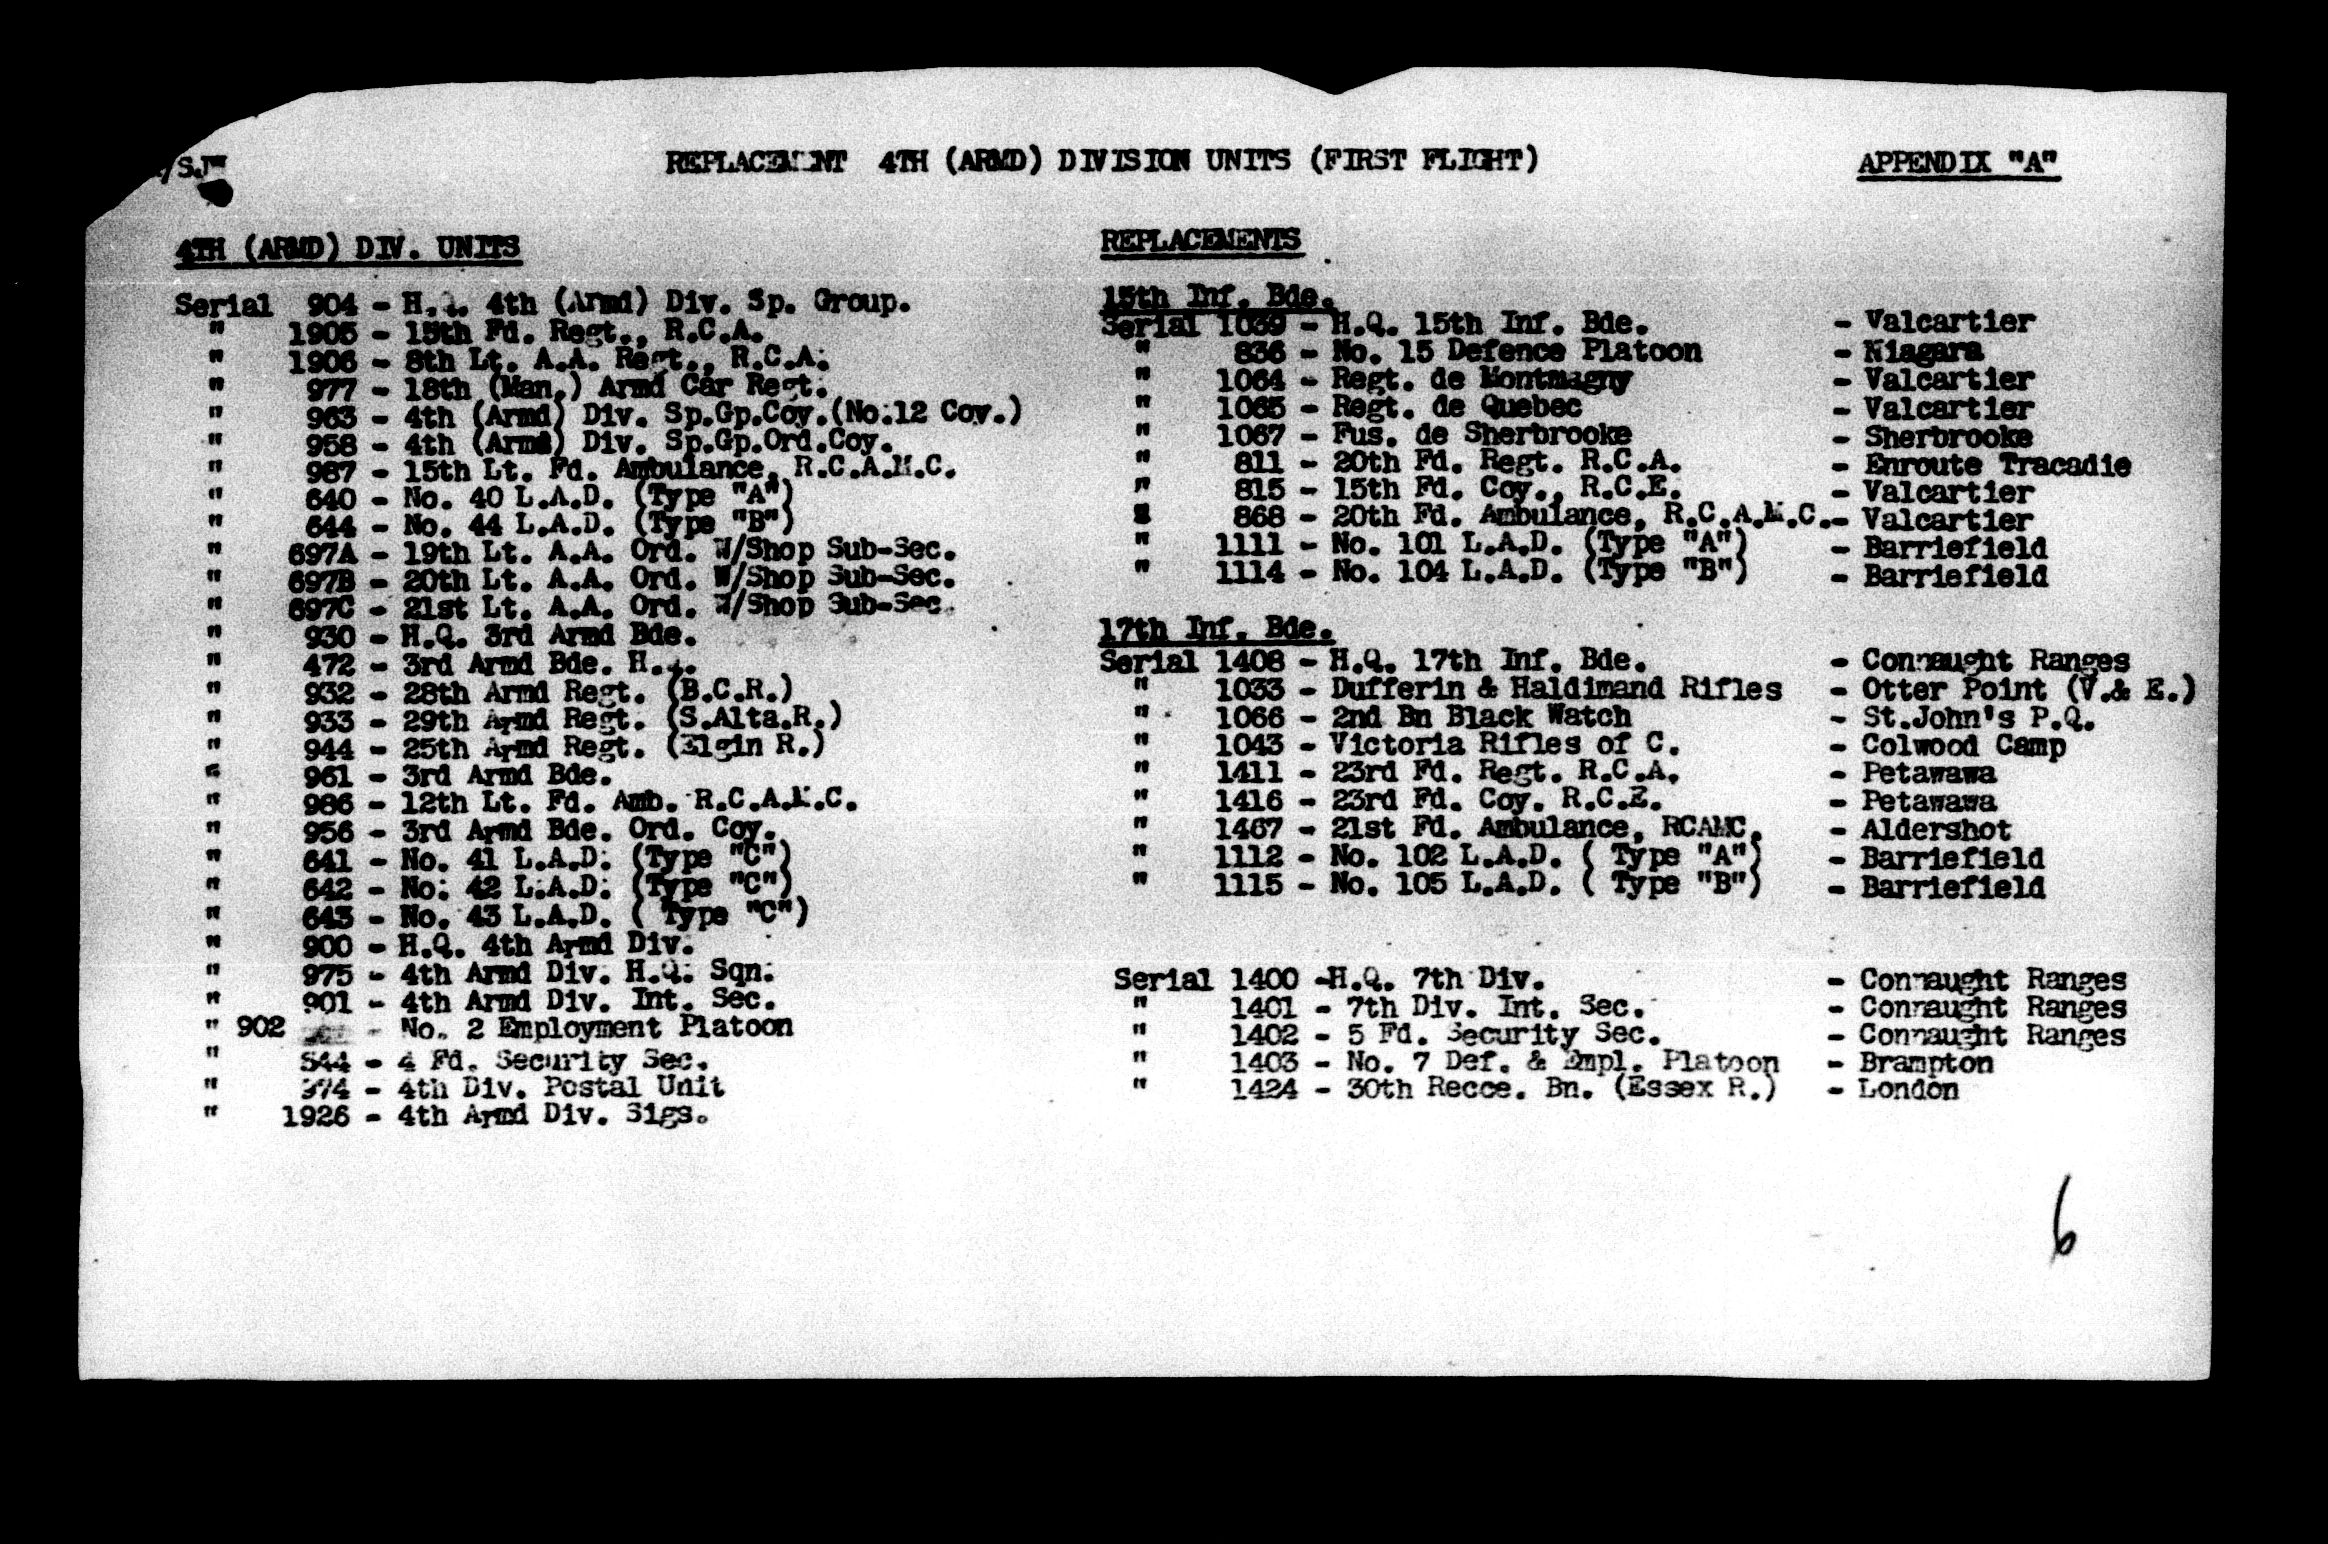 REPLACEMENT 4TH (ARMD) DIVISION UNITS (FIRST FLIGHT)
APPENDIX "A"
4TH (ARMD) DIV. UNITS
Serial 904 - H.Q. 4th (Armd) Div. Sp. Group.
" 1905 - 15th Fd. Regt., R.C.A.
" 1906 - 8th Lt. A.A. Regt., R.C.A.
" 977 - 18th (Man.) Armd Car Regt.
" 963 - 4th (Armd) Div. Sp.Gp.Coy.(No.12 Coy.)
" 958 - 4th (Armd) Div. Sp.Gp.Ord.Coy.
" 987 - 15th Lt. Fd. Ambulance, R.C.A.M.C.
" 640 - No. 40 L.A.D. (Type "A")
" 644 - No. 44 L.A.D. (Type "B")
" 697A - 19th Lt. A.A. Ord. W/Shop Sub-Sec.
" 697B - 20th Lt. A.A. Ord. W/Shop Sub-Sec.
" 697C - 21st Lt. A.A. Ord. W/Shop Sub-Sec.
" 930 - H.Q. 3rd Armd Bde.
" 472 - 3rd Armd Bde. H.Q.
" 932 - 28th Armd Regt. (B.C.R.)
" 933 - 29th Armd Regt. (S.Alta.R.)
" 944 - 25th Armd Regt. (Elgin R.)
" 961 - 3rd Armd Bde.
" 986 - 12th Lt. Fd. Amb. R.C.A.M.C.
" 956 - 3rd Armd Bde. Ord. Coy.
" 641 - No. 41 L.A.D. (Type "C")
" 642 - No. 42 L.A.D. (Type "C")
" 643 - No. 43 L.A.D. ( Type "C")
" 900 - H.Q. 4th Armd Div.
" 975 - 4th Armd Div. H.Q. Sqn.
" 901 - 4th Armd Div. Int. Sec.
" 902 - No. 2 Employment Platoon
" 544 - 4 Fd. Security Sec.
" 974 - 4th Div. Postal Unit
" 1926 - 4th Armd Div. Sigs.
REPLACEMENTS
15th Inf. Bde.
Serial 1039 - H.Q. 15th Inf. Bde. - Valcartier
" 836 - No. 15 Defence Platoon - Niagara
" 1064 - Regt. de Montmagny - Valcartier
" 1065 - Regt. de Quebec - Valcartier
" 1067 - Fus. de Sherbrooke - Sherbrooke
" 811 - 20th Fd. Regt. R.C.A. - Enroute Tracadie
" 815 - 15th Fd. Coy., R.C.E. - Valcartier
" 868 - 20th Fd. Ambulance, R.C.A.M.C. - Valcartier
" 1111 - No. 101 L.A.D. (Type "A") - Barriefield
" 1114 - No. 104 L.A.D. (Type "B") - Barriefield
17th Inf. Bde.
Serial 1408 - H.Q. 17th Inf. Bde. - Connaught Ranges
" 1033 - Dufferin & Haldimand Rifles - Otter Point (V.& E.)
" 1066 - 2nd Bn Black Watch - St.John's P.Q.
" 1043 - Victoria Rifles of C. - Colwood Camp
" 1411 - 23rd Fd. Regt. R.C.A. - Petawawa
" 1416 - 23rd Fd. Coy. R.C.E. - Petawawa
" 1467 - 21st Fd. Ambulance, RCAMC. - Aldershot
" 1112 - No. 102 L.A.D. ( Type "A") - Barriefield
" 1115 - No. 105 L.A.D. ( Type "B") - Barriefield
Serial 1400 -H.Q. 7th Div. - Connaught Ranges
" 1401 - 7th Div. Int. Sec. - Connaught Ranges
" 1402 - 5 Fd. Security Sec. - Connaught Ranges
" 1403 - No. 7 Def. & Empl. Platoon - Brampton
" 1424 - 30th Recce. Bn. (Essex R.) - London
6